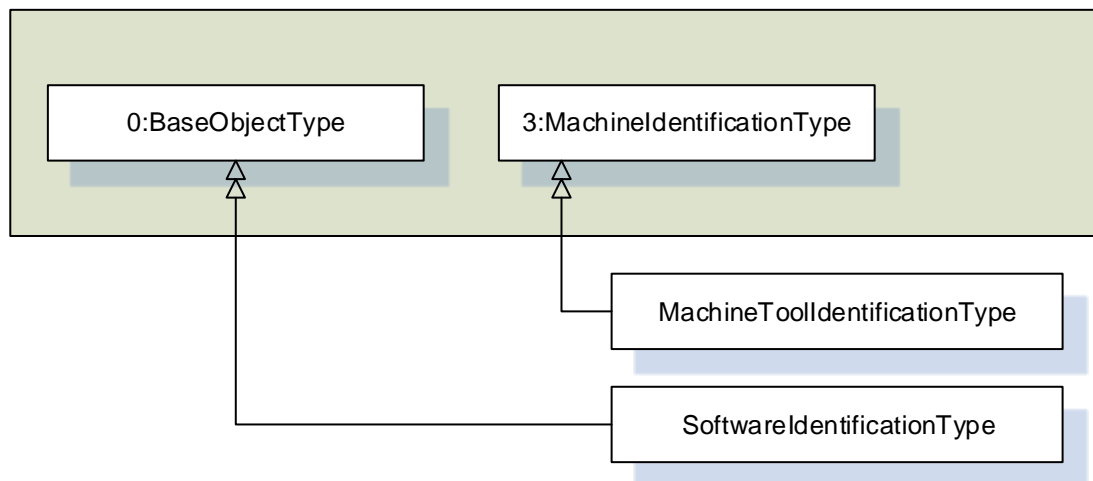 0:BaseObjectType
3:MachineIdentificationType
MachineToolIdentificationType
SoftwareIdentificationType